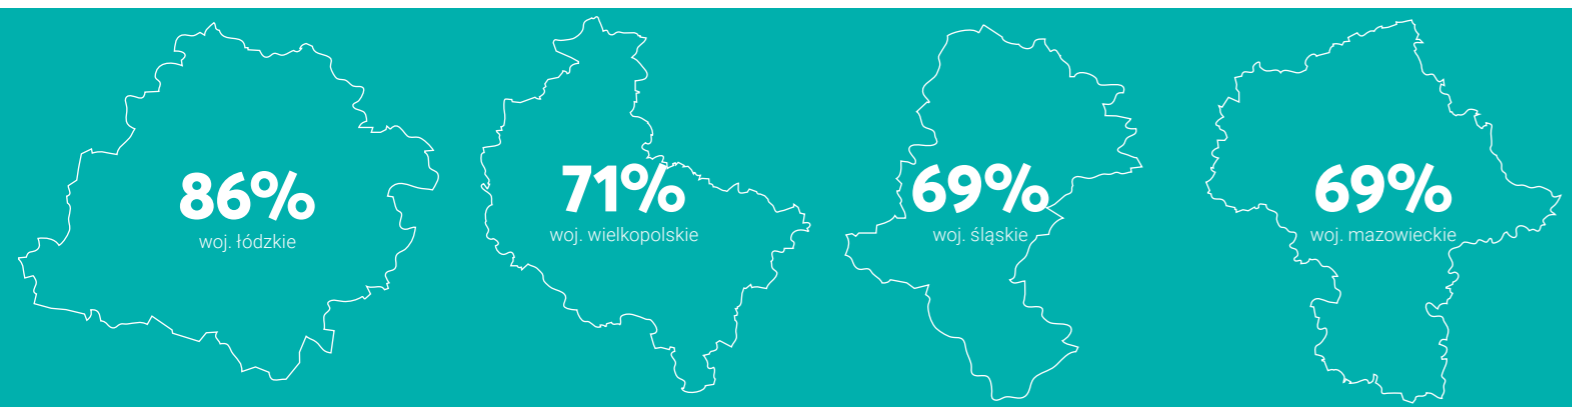 86%
woj. łódzkie
71%
woj. wielkopolskie
69%
woj. śląskie
69%
woj. mazowieckie